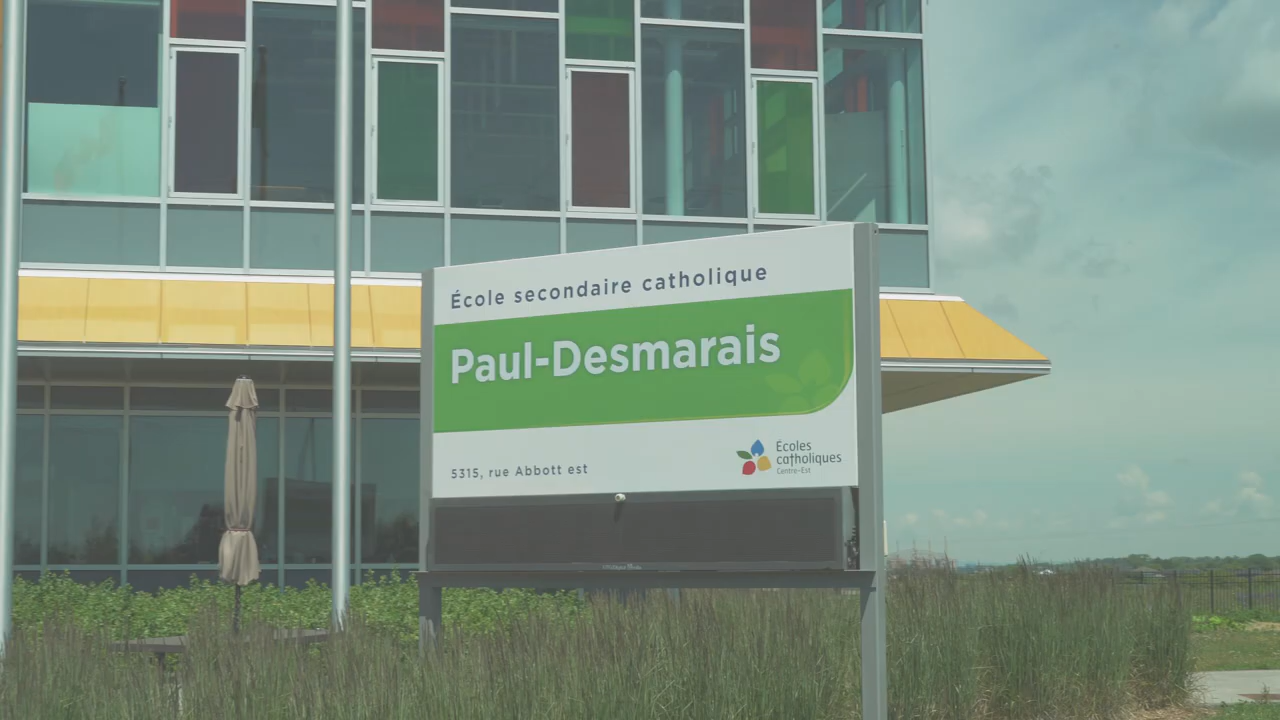 École secondaire catholique
Paul-Desmarais
5315, rue Abbott est
Écoles
catholiques
Centre-Est